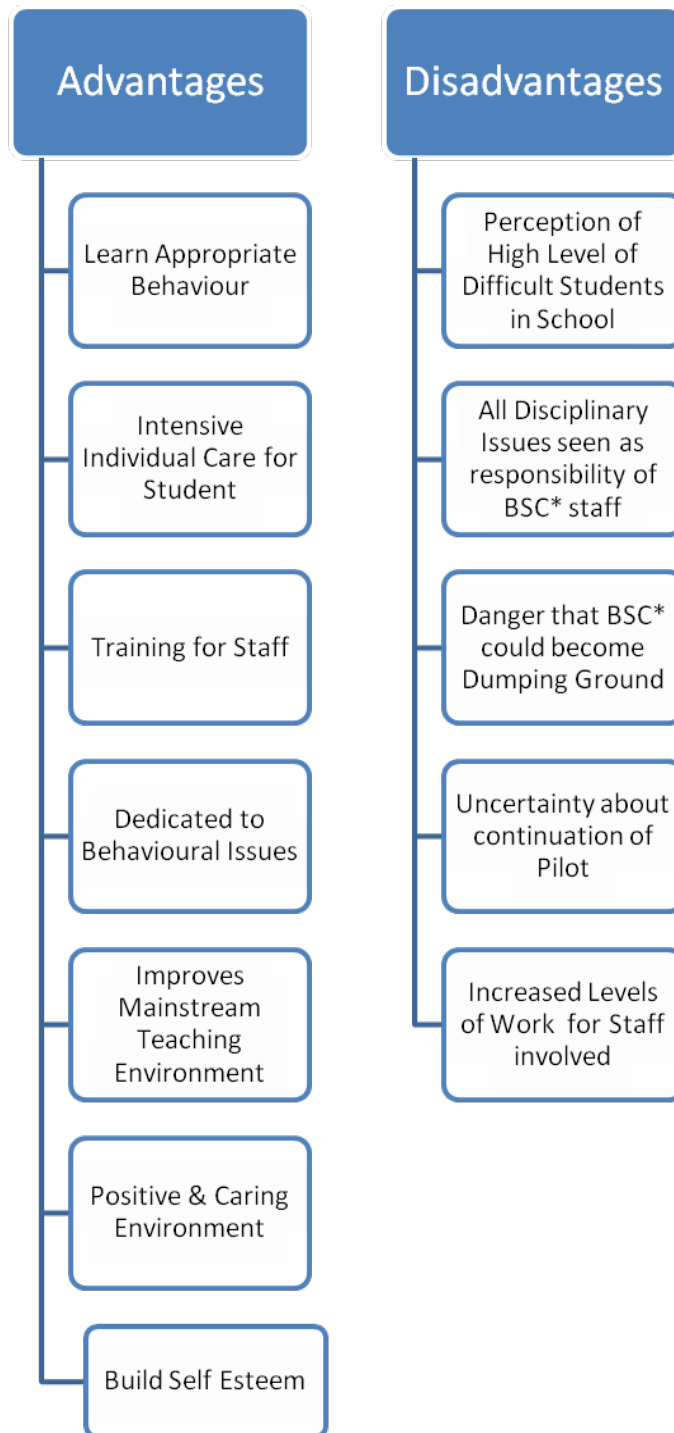 Advantages
Learn Appropriate
Behaviour
Intensive
Individual Care for
Student
Training for Staff
Dedicated to
Behavioural Issues
Improves
Mainstream
Teaching
Environment
Positive & Caring
Environment
Build Self Esteem
Disadvantages
Perception of
High Level of
Difficult Students
in School
All Disciplinary
Issues seen as
responsibility of
BSC* staff
Danger that BSC*
could become
Dumping Ground
Uncertainty about
continuation of
Pilot
Increased Levels
of Work for Staff
involved